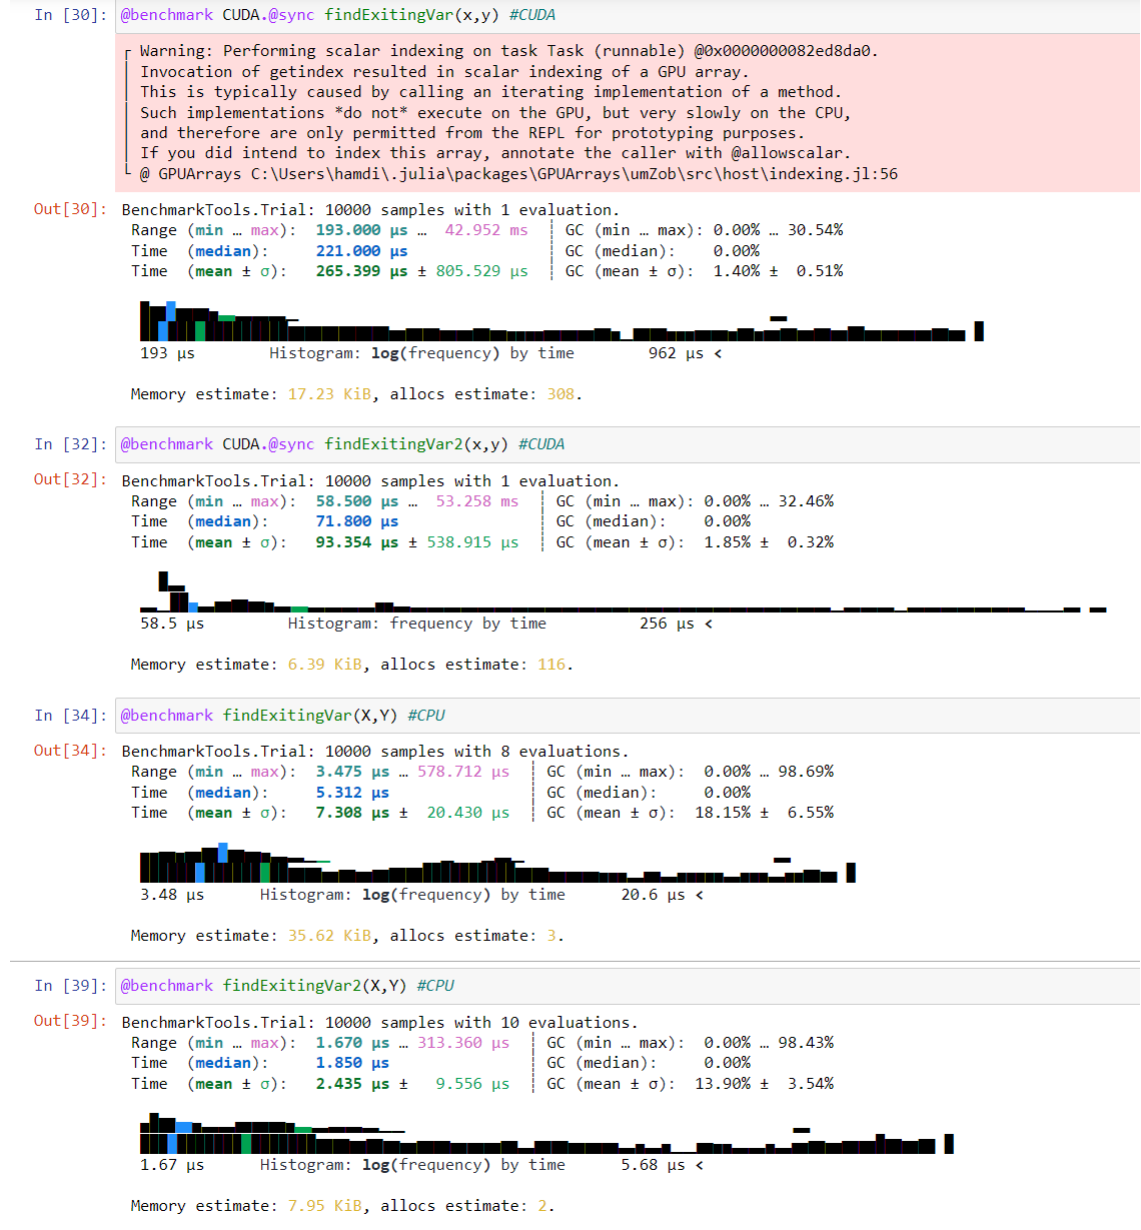 In [30]: @benchmark CUDA.@sync findExitingVar(x,y) #CUDA
┌ Warning: Performing scalar indexing on task Task (runnable) @0x0000000082ed8da0.
│ Invocation of getindex resulted in scalar indexing of a GPU array.
│ This is typically caused by calling an iterating implementation of a method.
│ Such implementations *do not* execute on the GPU, but very slowly on the CPU,
│ and therefore are only permitted from the REPL for prototyping purposes.
│ If you did intend to index this array, annotate the caller with @allowscalar.
└ @ GPUArrays C:\Users\hamdi\.julia\packages\GPUArrays\umZob\src\host\indexing.jl:56
Out[30]: BenchmarkTools.Trial: 10000 samples with 1 evaluation.
Range (min … max): 193.000 μs … 42.952 ms ┊ GC (min … max): 0.00% … 30.54%
Time (median): 221.000 μs ┊ GC (median): 0.00%
Time (mean ± σ): 265.399 μs ± 805.529 μs ┊ GC (mean ± σ): 1.40% ± 0.51%
193 μs Histogram: log(frequency) by time 962 μs <
Memory estimate: 17.23 KiB, allocs estimate: 308.
In [32]: @benchmark CUDA.@sync findExitingVar2(x,y) #CUDA
Out[32]: BenchmarkTools.Trial: 10000 samples with 1 evaluation.
Range (min … max): 58.500 μs … 53.258 ms ┊ GC (min … max): 0.00% … 32.46%
Time (median): 71.800 μs ┊ GC (median): 0.00%
Time (mean ± σ): 93.354 μs ± 538.915 μs ┊ GC (mean ± σ): 1.85% ± 0.32%
58.5 μs Histogram: frequency by time 256 μs <
Memory estimate: 6.39 KiB, allocs estimate: 116.
In [34]: @benchmark findExitingVar(X,Y) #CPU
Out[34]: BenchmarkTools.Trial: 10000 samples with 8 evaluations.
Range (min … max): 3.475 μs … 578.712 μs ┊ GC (min … max): 0.00% … 98.69%
Time (median): 5.312 μs ┊ GC (median): 0.00%
Time (mean ± σ): 7.308 μs ± 20.430 μs ┊ GC (mean ± σ): 18.15% ± 6.55%
3.48 μs Histogram: log(frequency) by time 20.6 μs <
Memory estimate: 35.62 KiB, allocs estimate: 3.
In [39]: @benchmark findExitingVar2(X,Y) #CPU
Out[39]: BenchmarkTools.Trial: 10000 samples with 10 evaluations.
Range (min … max): 1.670 μs … 313.360 μs ┊ GC (min … max): 0.00% … 98.43%
Time (median): 1.850 μs ┊ GC (median): 0.00%
Time (mean ± σ): 2.435 μs ± 9.556 μs ┊ GC (mean ± σ): 13.90% ± 3.54%
1.67 μs Histogram: log(frequency) by time 5.68 μs <
Memory estimate: 7.95 KiB, allocs estimate: 2.